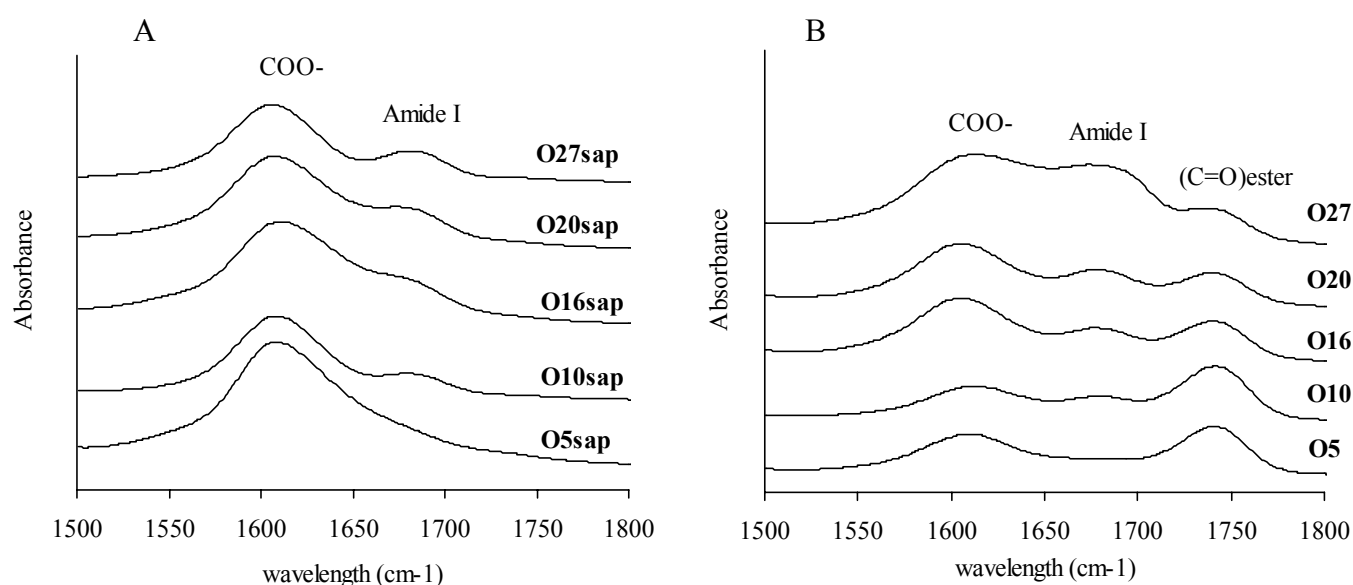 A
COO-
Amide I
O27sap
O20sap
O16sap
O10sap
O5sap
Absorbance
1500 1550 1600 1650 1700 1750 1800
wavelength (cm-1)
B
COO-
Amide I
(C=O)ester
O27
O20
O16
O10
O5
Absorbance
1500 1550 1600 1650 1700 1750 1800
wavelength (cm-1)